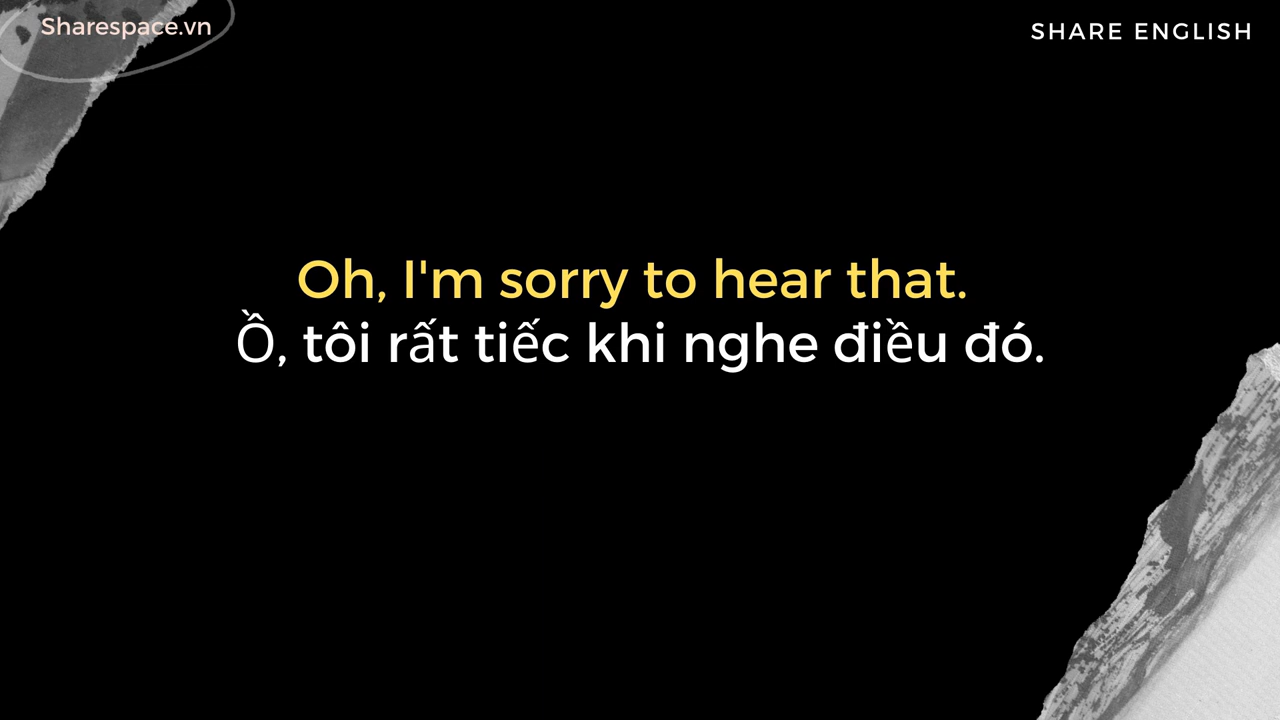 Sharespace.vn
SHARE ENGLISH
Oh, I'm sorry to hear that.
Ồ, tôi rất tiếc khi nghe điều đó.